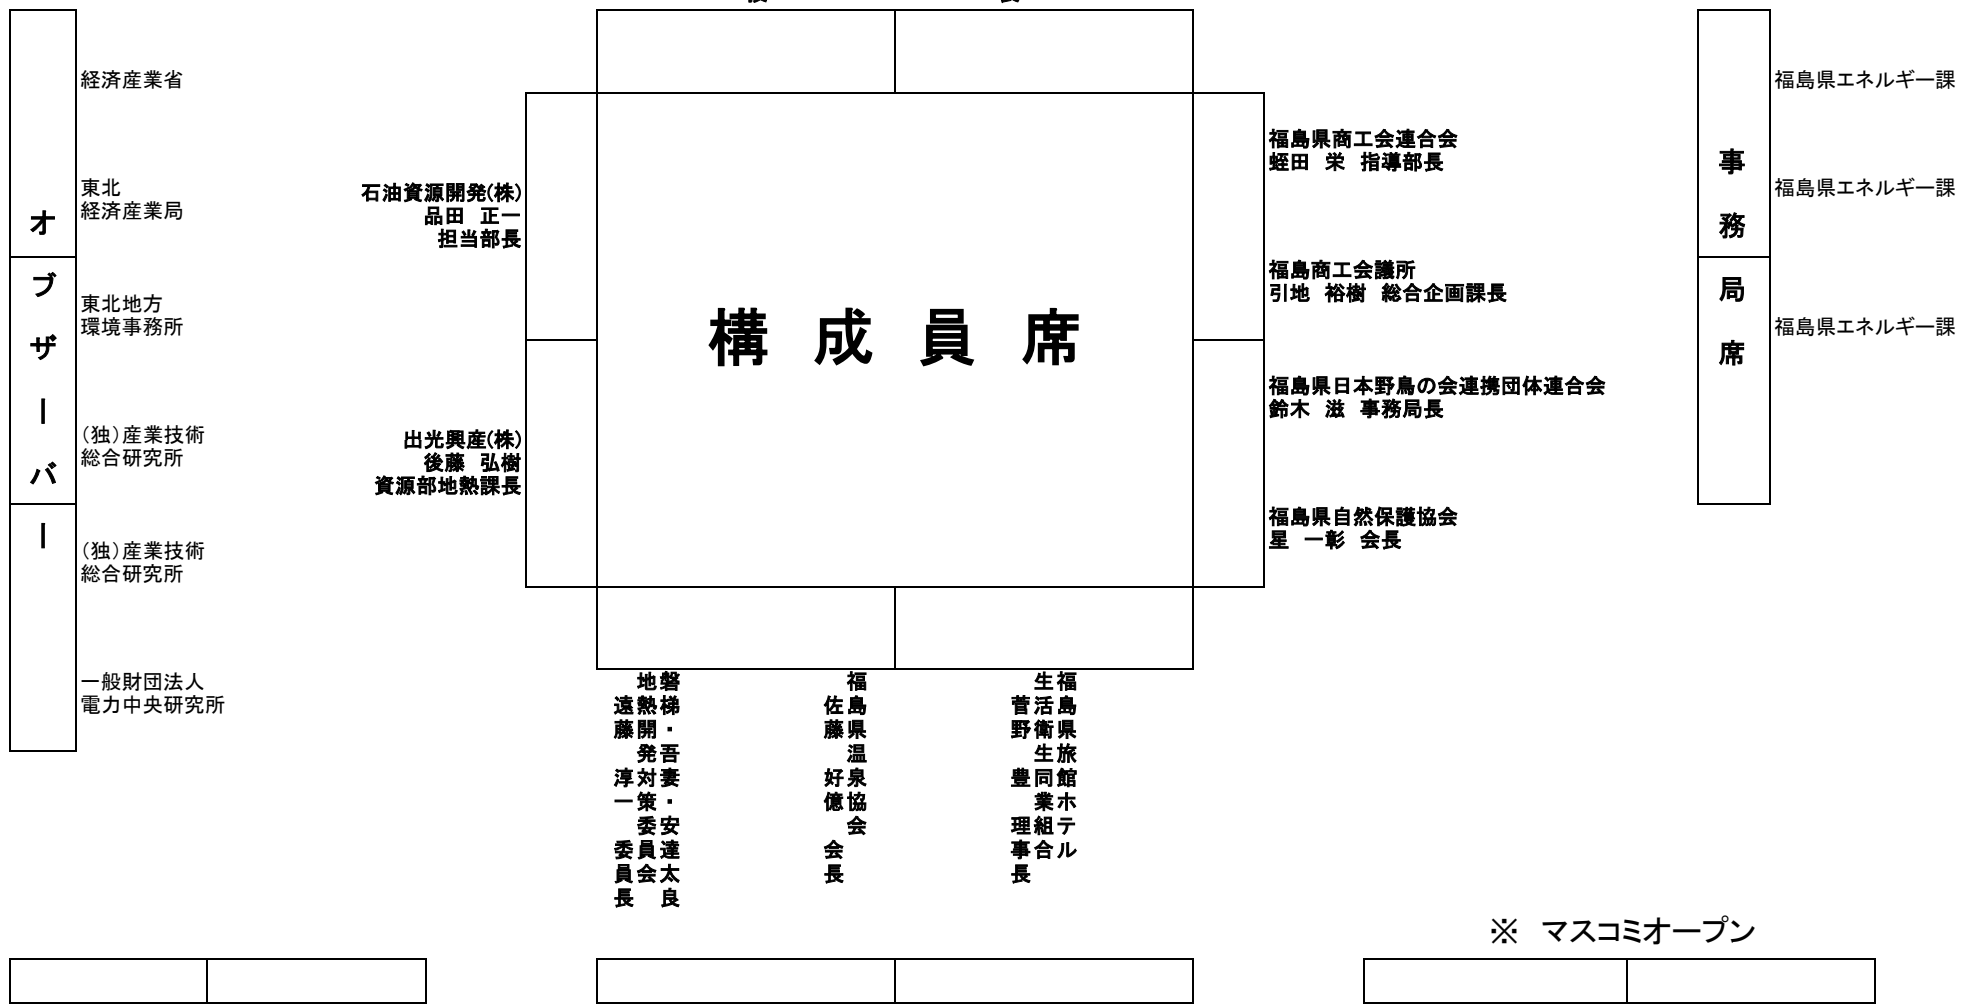 オブザーバー
経済産業省
東北
経済産業局
東北地方
環境事務所
（独）産業技術
総合研究所
（独）産業技術
総合研究所
一般財団法人
電力中央研究所
石油資源開発(株)
品田　正一
担当部長
出光興産(株)
後藤　弘樹
資源部地熱課長
構　成　員　席
福島県商工会連合会
蛭田　栄　指導部長
福島商工会議所
引地　裕樹　総合企画課長
福島県日本野鳥の会連携団体連合会
鈴木　滋　事務局長
福島県自然保護協会
星　一彰　会長
事務局席
福島県エネルギー課
福島県エネルギー課
福島県エネルギー課
福島県旅館ホテル
生活衛生同業組合
菅野　豊　理事長
福島県温泉協会
佐藤　好億　会長
磐梯・吾妻・安達太良
地熱開発対策委員会
遠藤　淳一　委員長
※　マスコミオープン